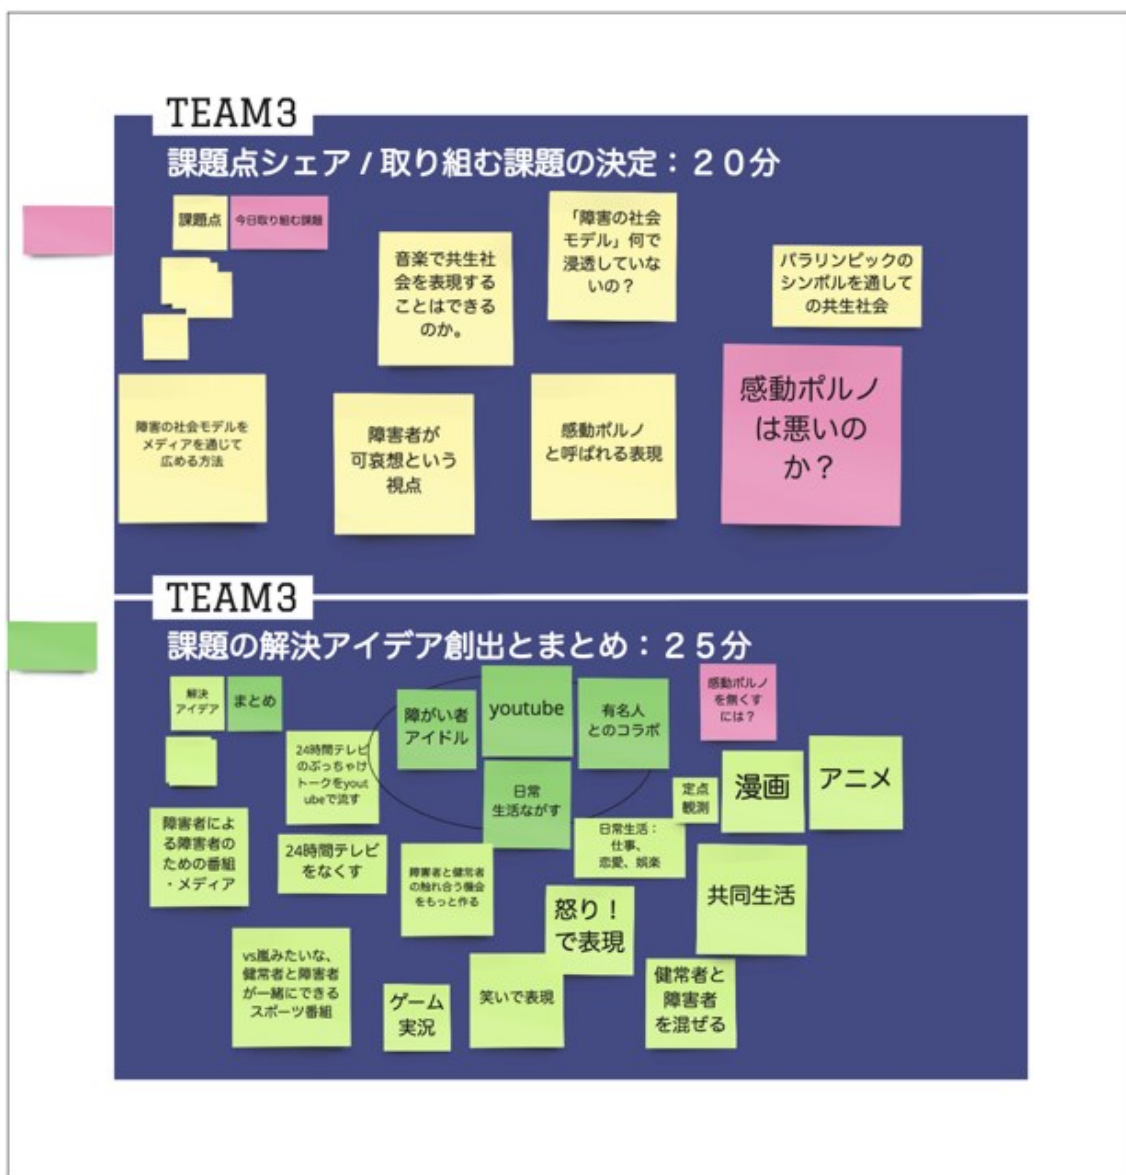 TEAM3
課題点シェア / 取り組む課題の決定：２０分
課題点
今日取り組む課題
音楽で共生社
会を表現する
ことはできる
のか。
「障害の社会
モデル」何で
浸透していな
いの？
パラリンピックの
シンボルを通して
の共生社会
障害の社会モデルを
メディアを通じて
広める方法
障害者が
可哀想という
視点
感動ポルノ
と呼ばれる表現
感動ポルノ
は悪いの
か？
TEAM3
課題の解決アイデア創出とまとめ：２５分
解決
アイデア
まとめ
障がい者
アイドル
youtube
有名人
とのコラボ
感動ポルノ
を無くす
には？
24時間テレビ
のぶっちゃけ
トークをyout
ubeで流す
日常
生活ながす
定点
観測
漫画
アニメ
障害者によ
る障害者の
ための番組
・メディア
24時間テレビ
をなくす
障害者と健常者
の触れ合う機会
をもっと作る
日常生活：
仕事、
恋愛、娯楽
怒り！
で表現
共同生活
vs嵐みたいな、
健常者と障害者
が一緒にできる
スポーツ番組
ゲーム
実況
笑いで表現
健常者と
障害者
を混ぜる